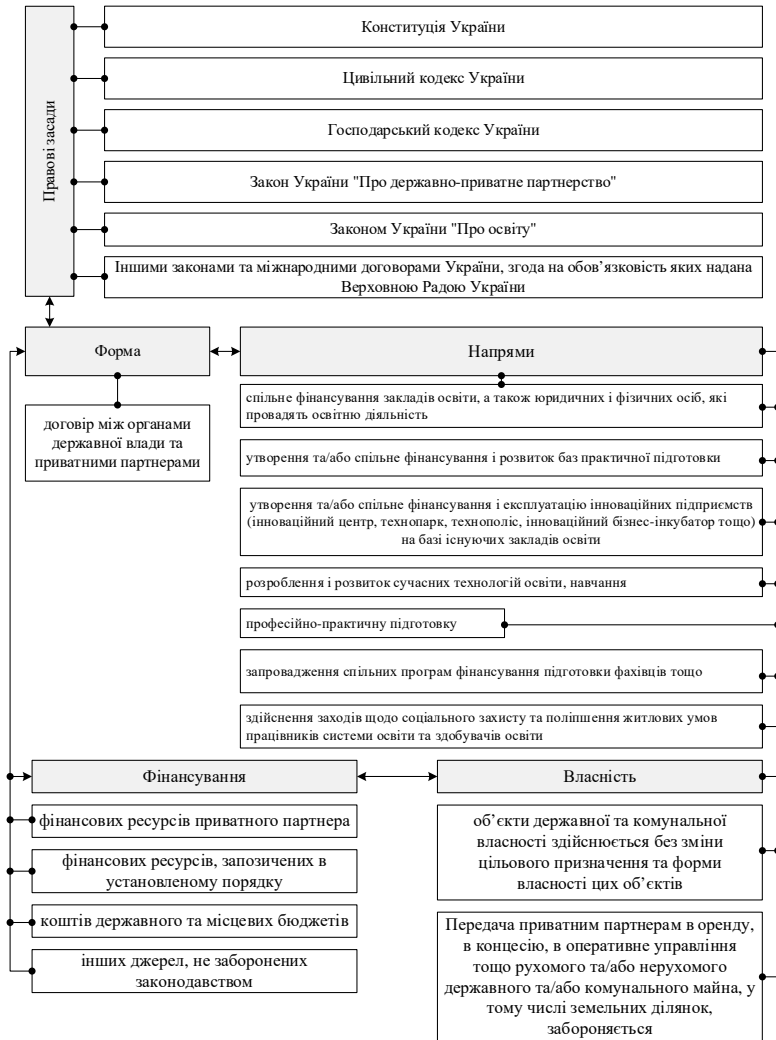 Правові засади
Конституція України
Цивільний кодекс України
Господарський кодекс України
Закон України "Про державно-приватне партнерство"
Законом України "Про освіту"
Іншими законами та міжнародними договорами України, згода на обов’язковість яких надана
Верховною Радою України
Форма
Напрями
договір між органами
державної влади та
приватними партнерами
спільне фінансування закладів освіти, а також юридичних і фізичних осіб, які
провадять освітню діяльність
утворення та/або спільне фінансування і розвиток баз практичної підготовки
утворення та/або спільне фінансування і експлуатацію інноваційних підприємств
(інноваційний центр, технопарк, технополіс, інноваційний бізнес-інкубатор тощо)
на базі існуючих закладів освіти
розроблення і розвиток сучасних технологій освіти, навчання
професійно-практичну підготовку
запровадження спільних програм фінансування підготовки фахівців тощо
здійснення заходів щодо соціального захисту та поліпшення житлових умов
працівників системи освіти та здобувачів освіти
Фінансування
фінансових ресурсів приватного партнера
фінансових ресурсів, запозичених в
установленому порядку
коштів державного та місцевих бюджетів
інших джерел, не заборонених
законодавством
Власність
об’єкти державної та комунальної
власності здійснюється без зміни
цільового призначення та форми
власності цих об’єктів
Передача приватним партнерам в оренду,
в концесію, в оперативне управління
тощо рухомого та/або нерухомого
державного та/або комунального майна, у
тому числі земельних ділянок,
забороняється